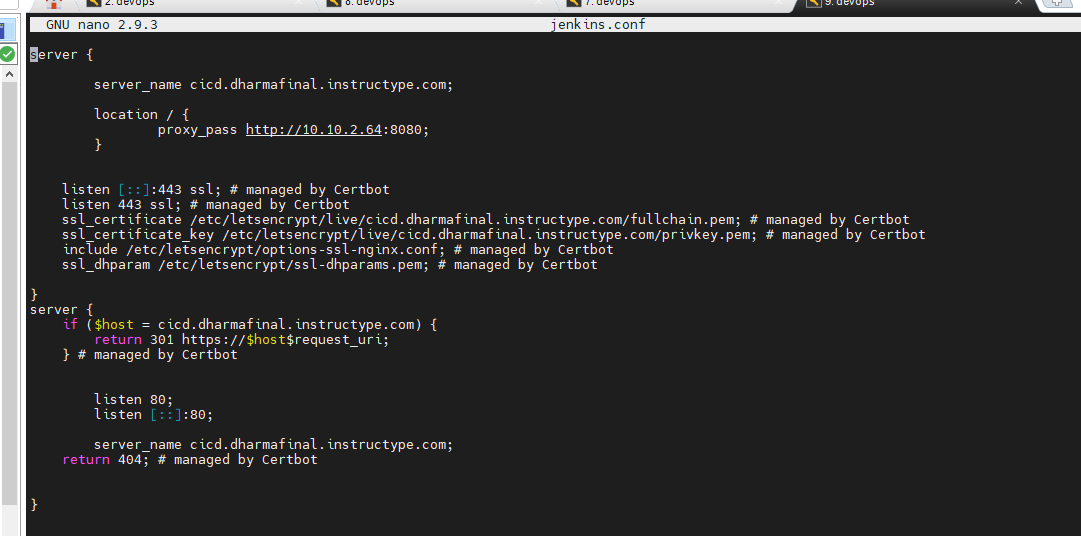 2. devops
8. devops
7. devops
9. devops
GNU nano 2.9.3 jenkins.conf
server {
server_name cicd.dharmafinal.instructype.com;
location / {
proxy_pass http://10.10.2.64:8080;
}
listen [::]:443 ssl; # managed by Certbot
listen 443 ssl; # managed by Certbot
ssl_certificate /etc/letsencrypt/live/cicd.dharmafinal.instructype.com/fullchain.pem; # managed by Certbot
ssl_certificate_key /etc/letsencrypt/live/cicd.dharmafinal.instructype.com/privkey.pem; # managed by Certbot
include /etc/letsencrypt/options-ssl-nginx.conf; # managed by Certbot
ssl_dhparam /etc/letsencrypt/ssl-dhparams.pem; # managed by Certbot
}
server {
if ($host = cicd.dharmafinal.instructype.com) {
return 301 https://$host$request_uri;
} # managed by Certbot
listen 80;
listen [::]:80;
server_name cicd.dharmafinal.instructype.com;
return 404; # managed by Certbot
}